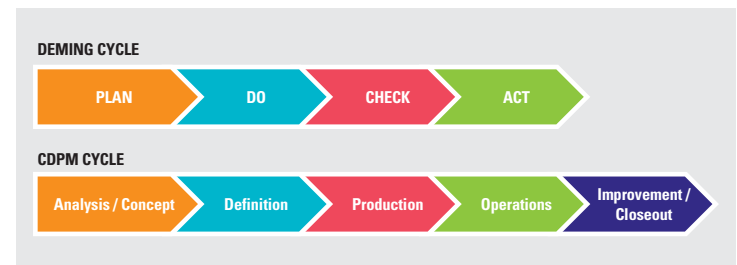 DEMING CYCLE
PLAN DO CHECK ACT
CDPM CYCLE
Analysis / Concept Definition Production Operations Improvement /
Closeout